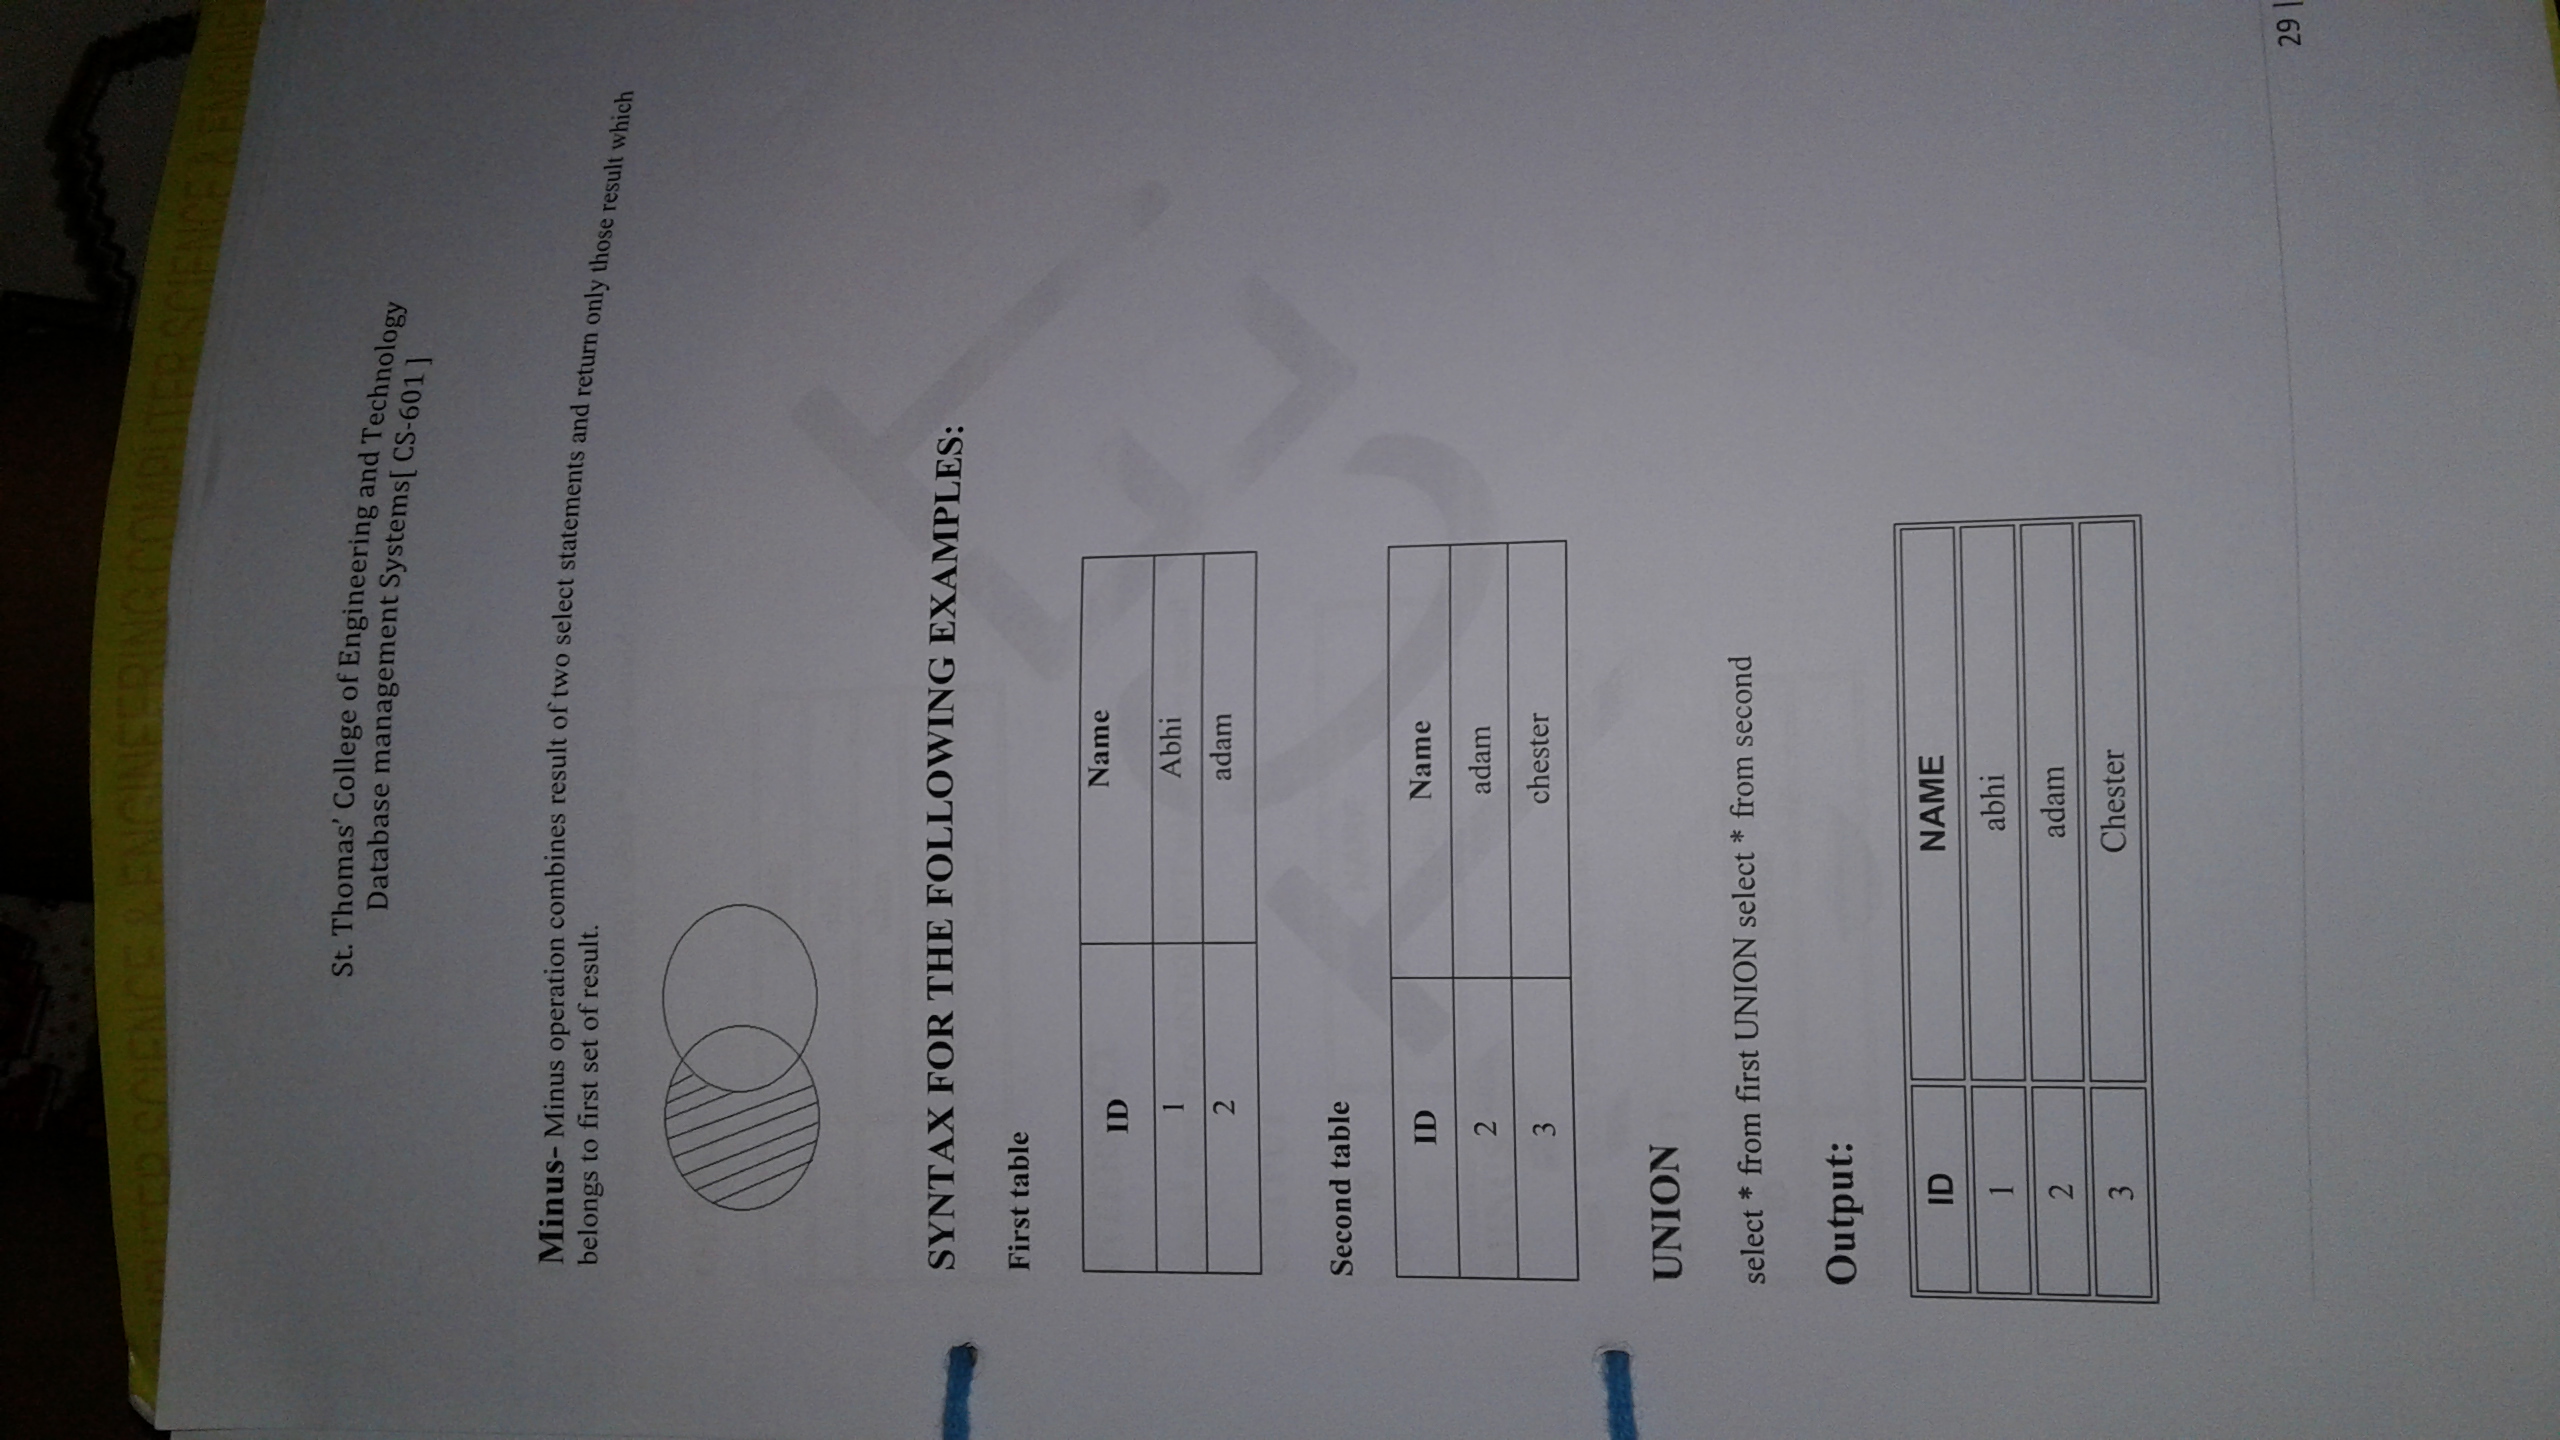 COMPUTER SCIENCE & ENGINEERING COMPUTER SCIENCE &
St. Thomas' College of Engineering and Technology
Database management Systems[ CS-601 ]
Minus- Minus operation combines result of two select statements and return only those result which
belongs to first set of result.
SYNTAX FOR THE FOLLOWING EXAMPLES:
First table
ID Name
1 Abhi
2 adam
Second table
ID Name
2 adam
3 chester
UNION
select * from first UNION select * from second
Output:
ID NAME
1 abhi
2 adam
3 Chester
29 |
TCET